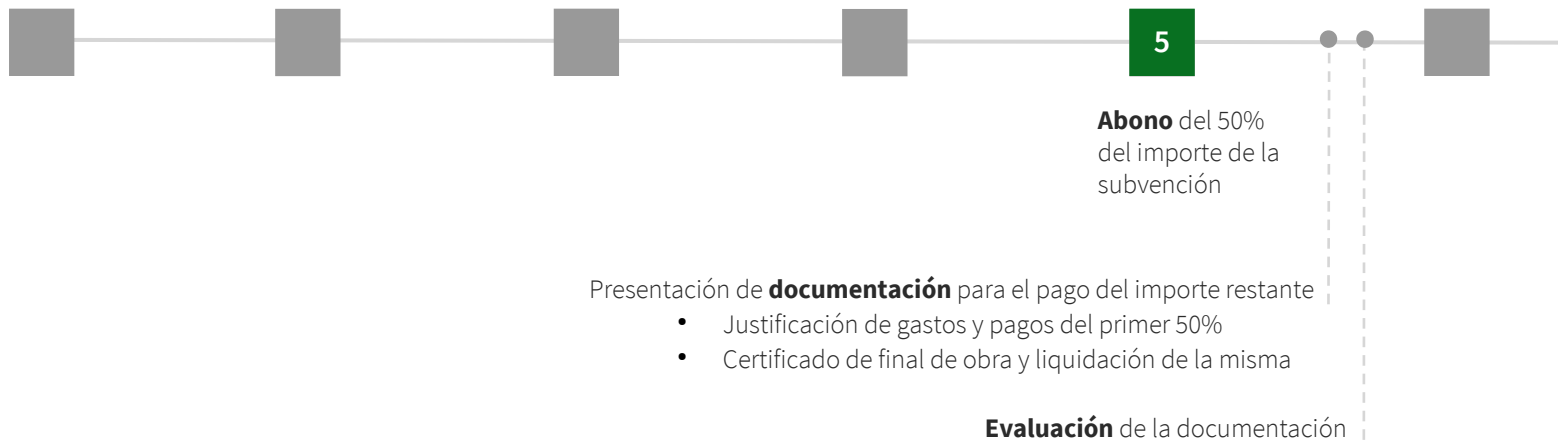 5
Abono del 50%
del importe de la
subvención
Presentación de documentación para el pago del importe restante
• Justificación de gastos y pagos del primer 50%
• Certificado de final de obra y liquidación de la misma
Evaluación de la documentación